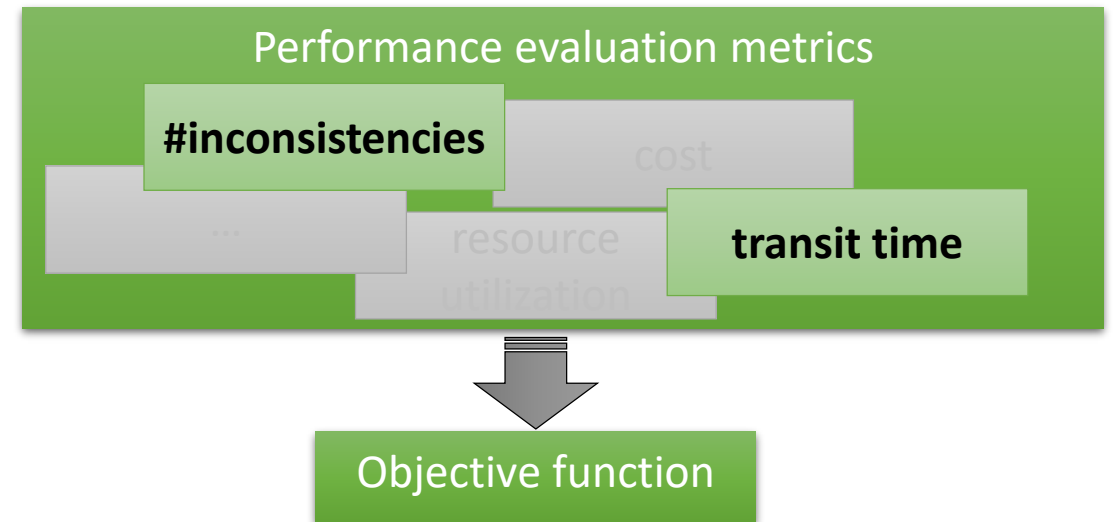 Performance evaluation metrics
#inconsistencies
cost
...
resource
utilization
transit time
Objective function